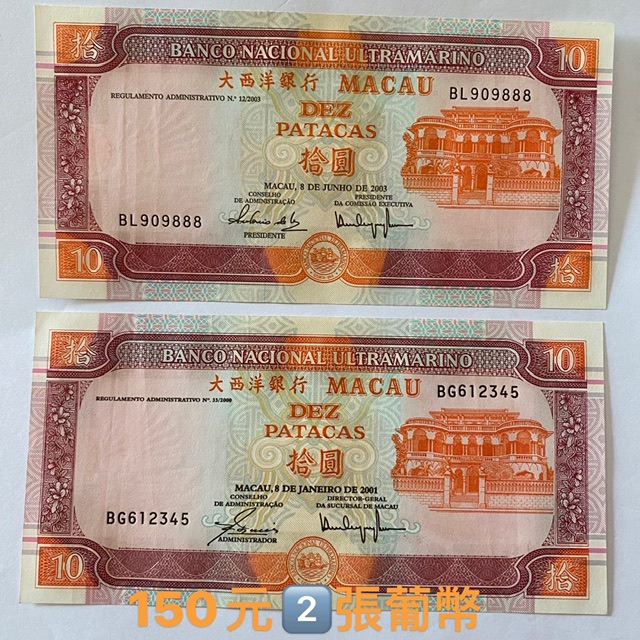 拾 BANCO NACIONAL ULTRAMARINO 10
大西洋銀行 MACAU BL909888
REGULAMENTO ADMINISTRATIVO N.º 12/2003
DEZ
PATACAS
拾圓
MACAU, 8 DE JUNHO DE 2003
CONSELHO DE ADMINISTRAÇÃO
PRESIDENTE DA COMISSÃO EXECUTIVA
BL909888
PRESIDENTE
10 拾
拾 BANCO NACIONAL ULTRAMARINO 10
大西洋銀行 MACAU BG612345
REGULAMENTO ADMINISTRATIVO Nº. 33/2000
DEZ
PATACAS
拾圓
MACAU, 8 DE JANEIRO DE 2001
CONSELHO DE ADMINISTRAÇÃO
DIRECTOR-GERAL DA SUCURSAL DE MACAU
BG612345
ADMINISTRADOR
10 拾
150元2️⃣張葡幣